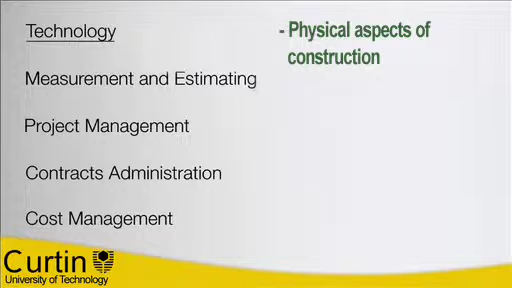 Technology
- Physical aspects of
construction
Measurement and Estimating
Project Management
Contracts Administration
Cost Management
Curtin
University of Technology